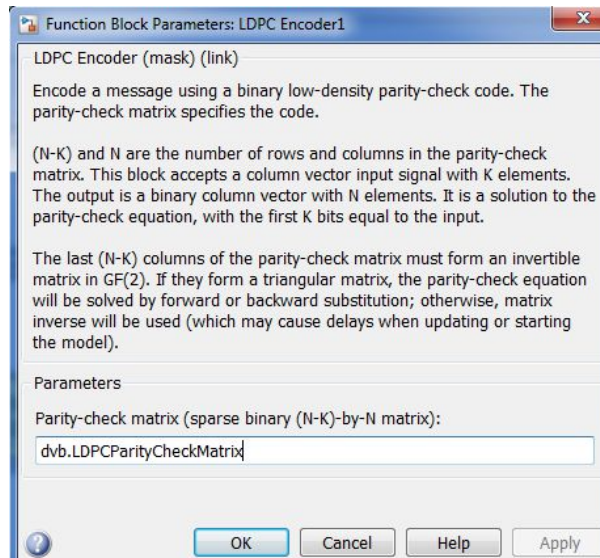 Function Block Parameters: LDPC Encoder1
LDPC Encoder (mask) (link)
Encode a message using a binary low-density parity-check code. The
parity-check matrix specifies the code.
(N-K) and N are the number of rows and columns in the parity-check
matrix. This block accepts a column vector input signal with K elements.
The output is a binary column vector with N elements. It is a solution to the
parity-check equation, with the first K bits equal to the input.
The last (N-K) columns of the parity-check matrix must form an invertible
matrix in GF(2). If they form a triangular matrix, the parity-check equation
will be solved by forward or backward substitution; otherwise, matrix
inverse will be used (which may cause delays when updating or starting
the model).
Parameters
Parity-check matrix (sparse binary (N-K)-by-N matrix):
dvb.LDPCParityCheckMatrix
OK Cancel Help Apply